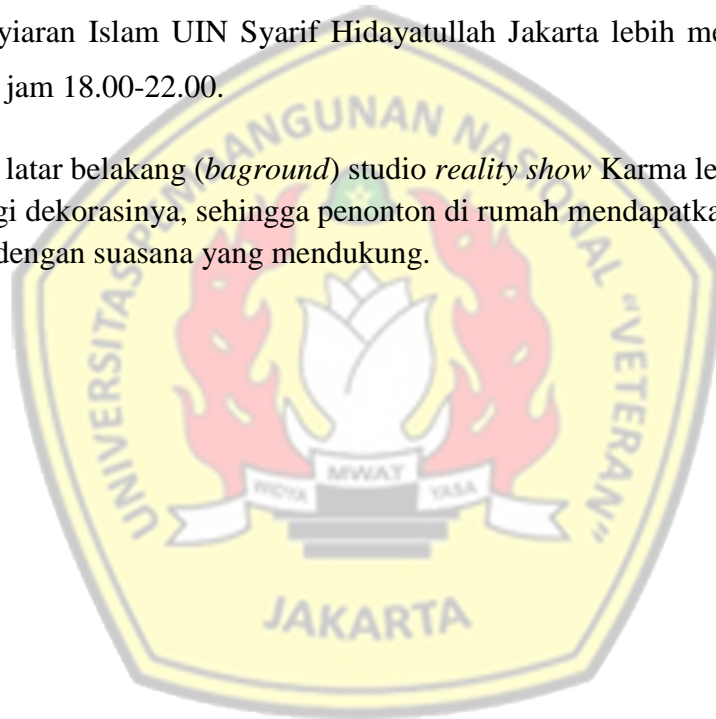 yiaran Islam UIN Syarif Hidayatullah Jakarta lebih me
jam 18.00-22.00.
latar belakang (baground) studio reality show Karma le
gi dekorasinya, sehingga penonton di rumah mendapatka
dengan suasana yang mendukung.
UNIVERSITAS PEMBANGUNAN NASIONAL "VETERAN"
WIDYA MWAT YASA
JAKARTA